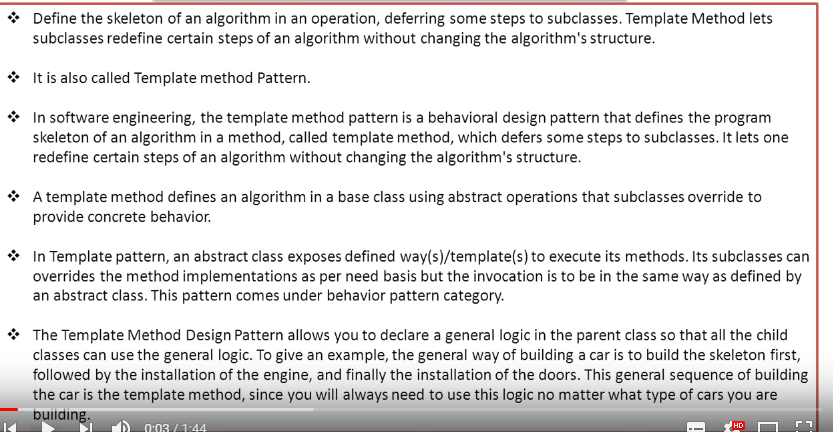 ❖ Define the skeleton of an algorithm in an operation, deferring some steps to subclasses. Template Method lets
subclasses redefine certain steps of an algorithm without changing the algorithm's structure.
❖ It is also called Template method Pattern.
❖ In software engineering, the template method pattern is a behavioral design pattern that defines the program
skeleton of an algorithm in a method, called template method, which defers some steps to subclasses. It lets one
redefine certain steps of an algorithm without changing the algorithm's structure.
❖ A template method defines an algorithm in a base class using abstract operations that subclasses override to
provide concrete behavior.
❖ In Template pattern, an abstract class exposes defined way(s)/template(s) to execute its methods. Its subclasses can
overrides the method implementations as per need basis but the invocation is to be in the same way as defined by
an abstract class. This pattern comes under behavior pattern category.
❖ The Template Method Design Pattern allows you to declare a general logic in the parent class so that all the child
classes can use the general logic. To give an example, the general way of building a car is to build the skeleton first,
followed by the installation of the engine, and finally the installation of the doors. This general sequence of building
the car is the template method, since you will always need to use this logic no matter what type of cars you are
building.
0:03 / 1:44
HD